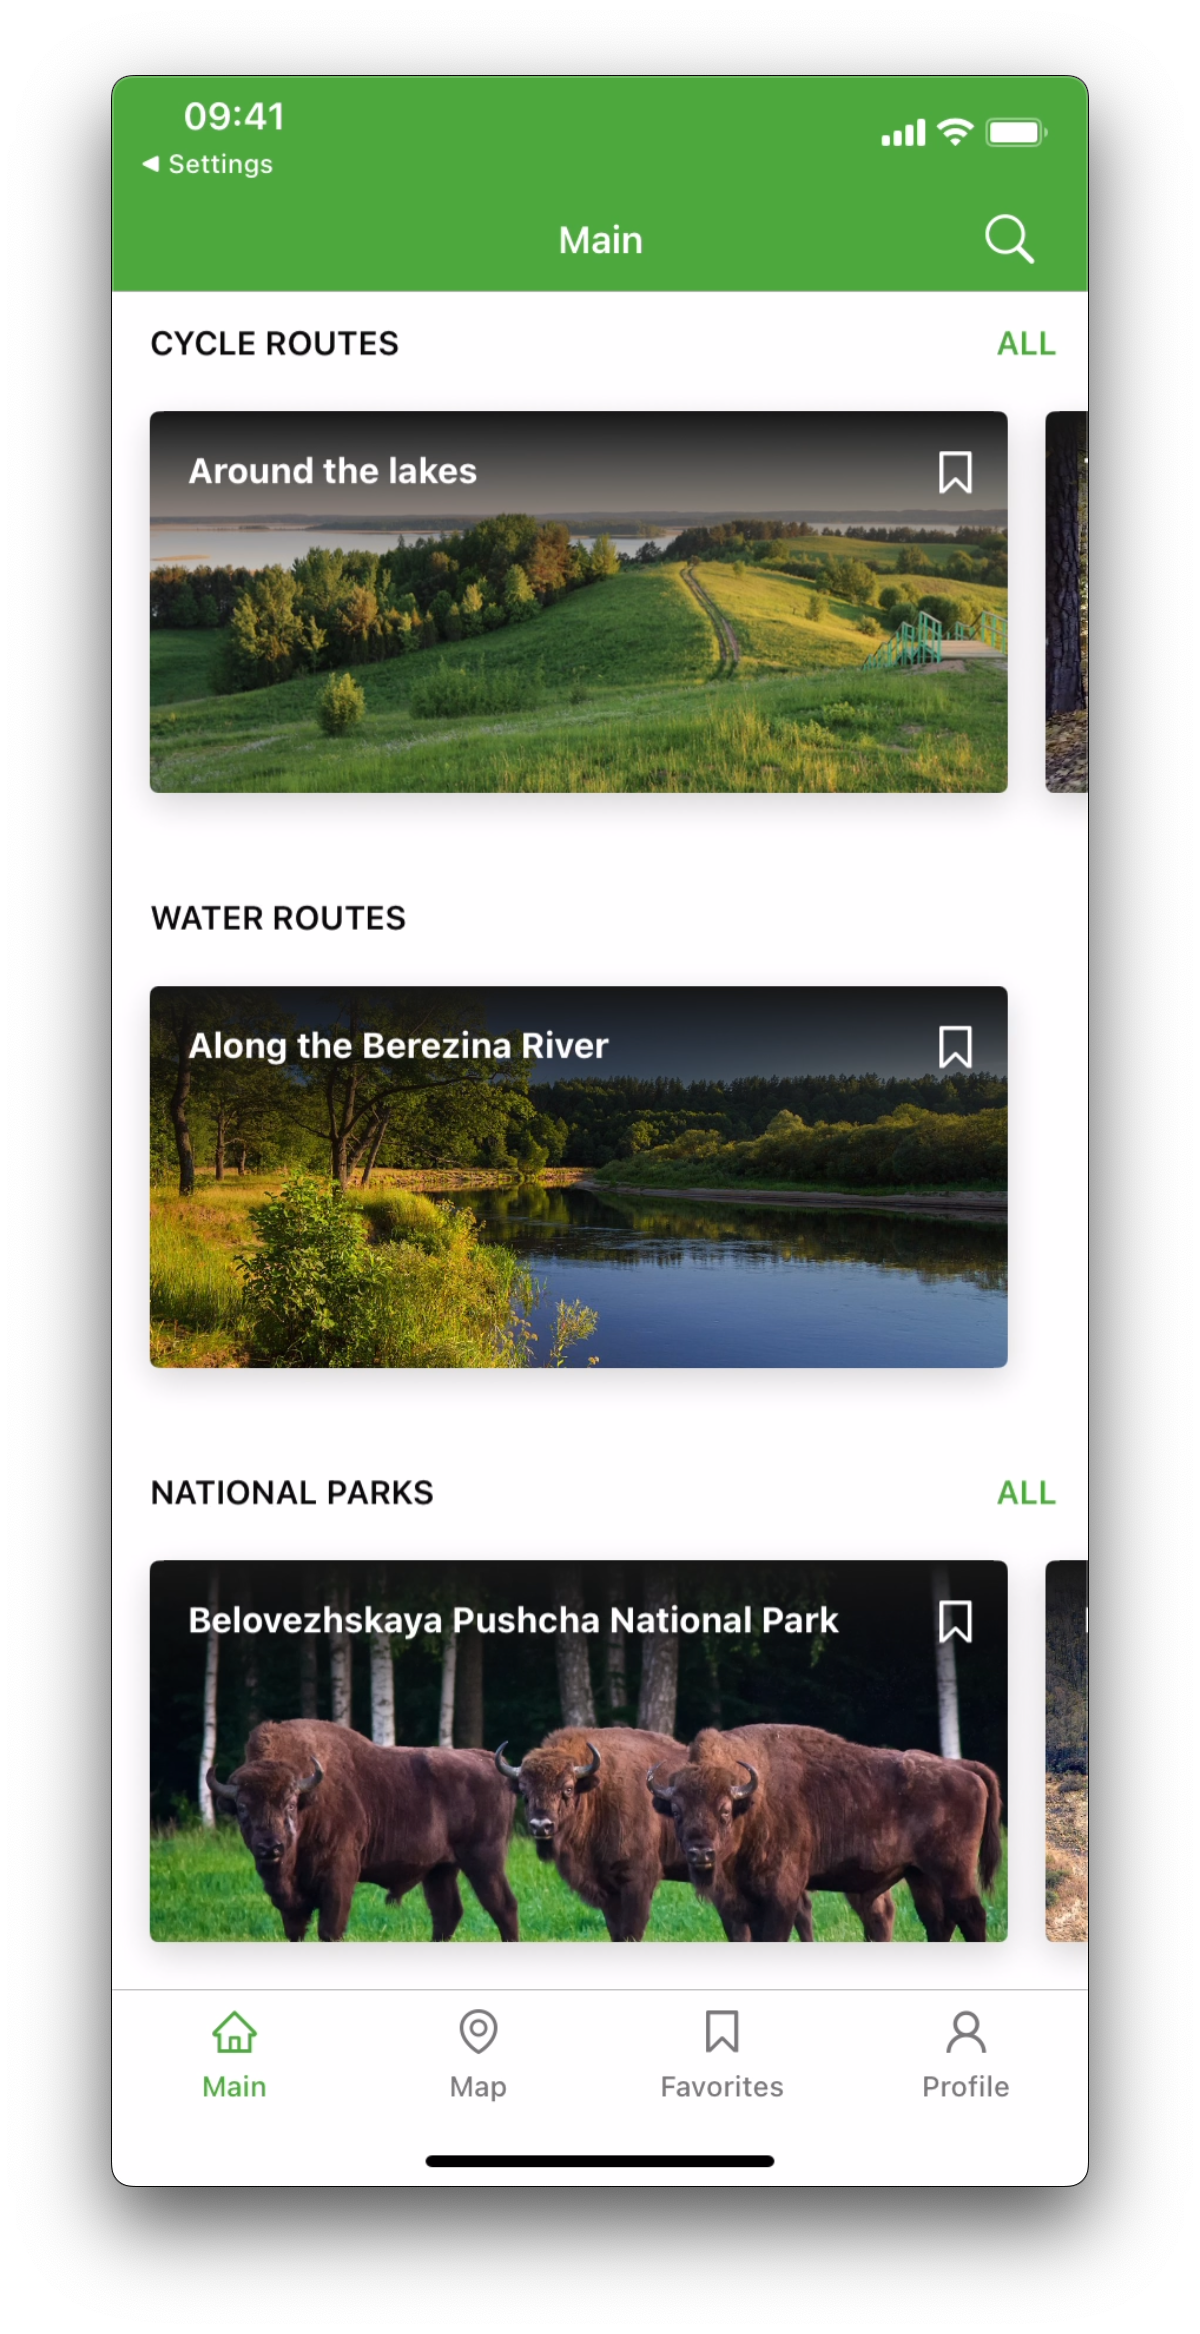 09:41
◀ Settings
Main
CYCLE ROUTES
ALL
Around the lakes
WATER ROUTES
Along the Berezina River
NATIONAL PARKS
ALL
Belovezhskaya Pushcha National Park
Main
Map
Favorites
Profile